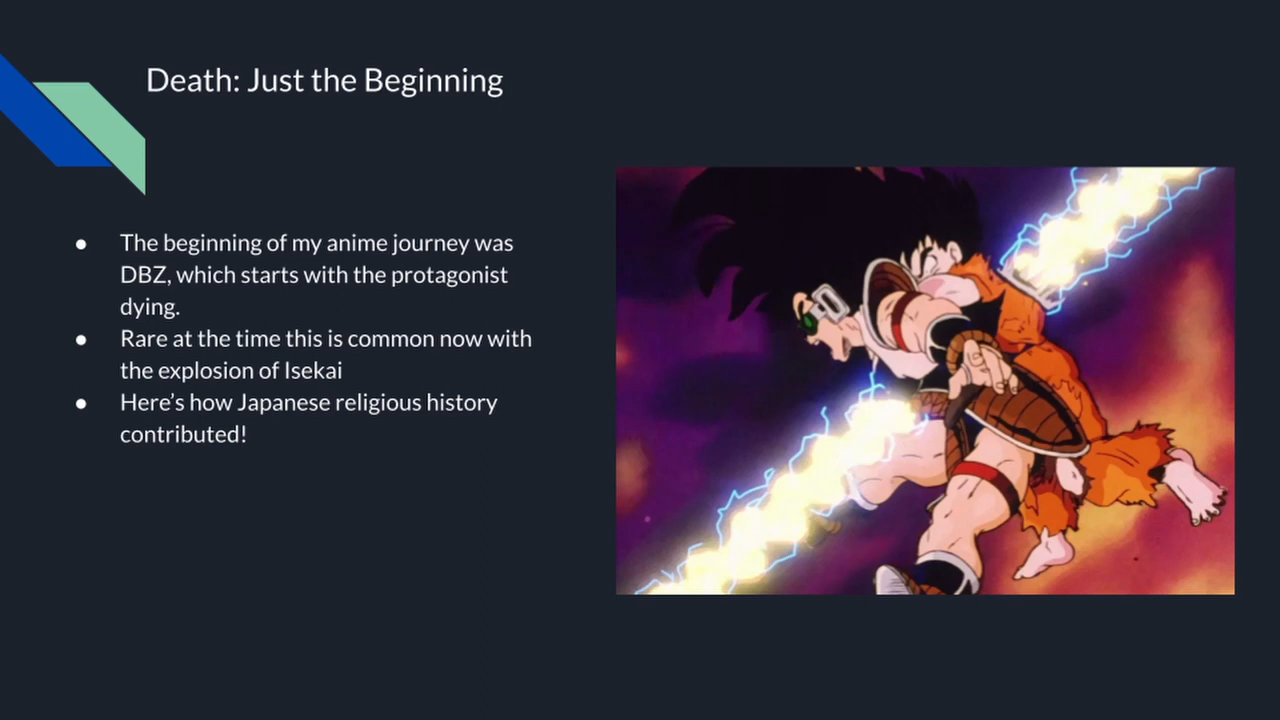 Death: Just the Beginning
● The beginning of my anime journey was
DBZ, which starts with the protagonist
dying.
● Rare at the time this is common now with
the explosion of Isekai
● Here’s how Japanese religious history
contributed!